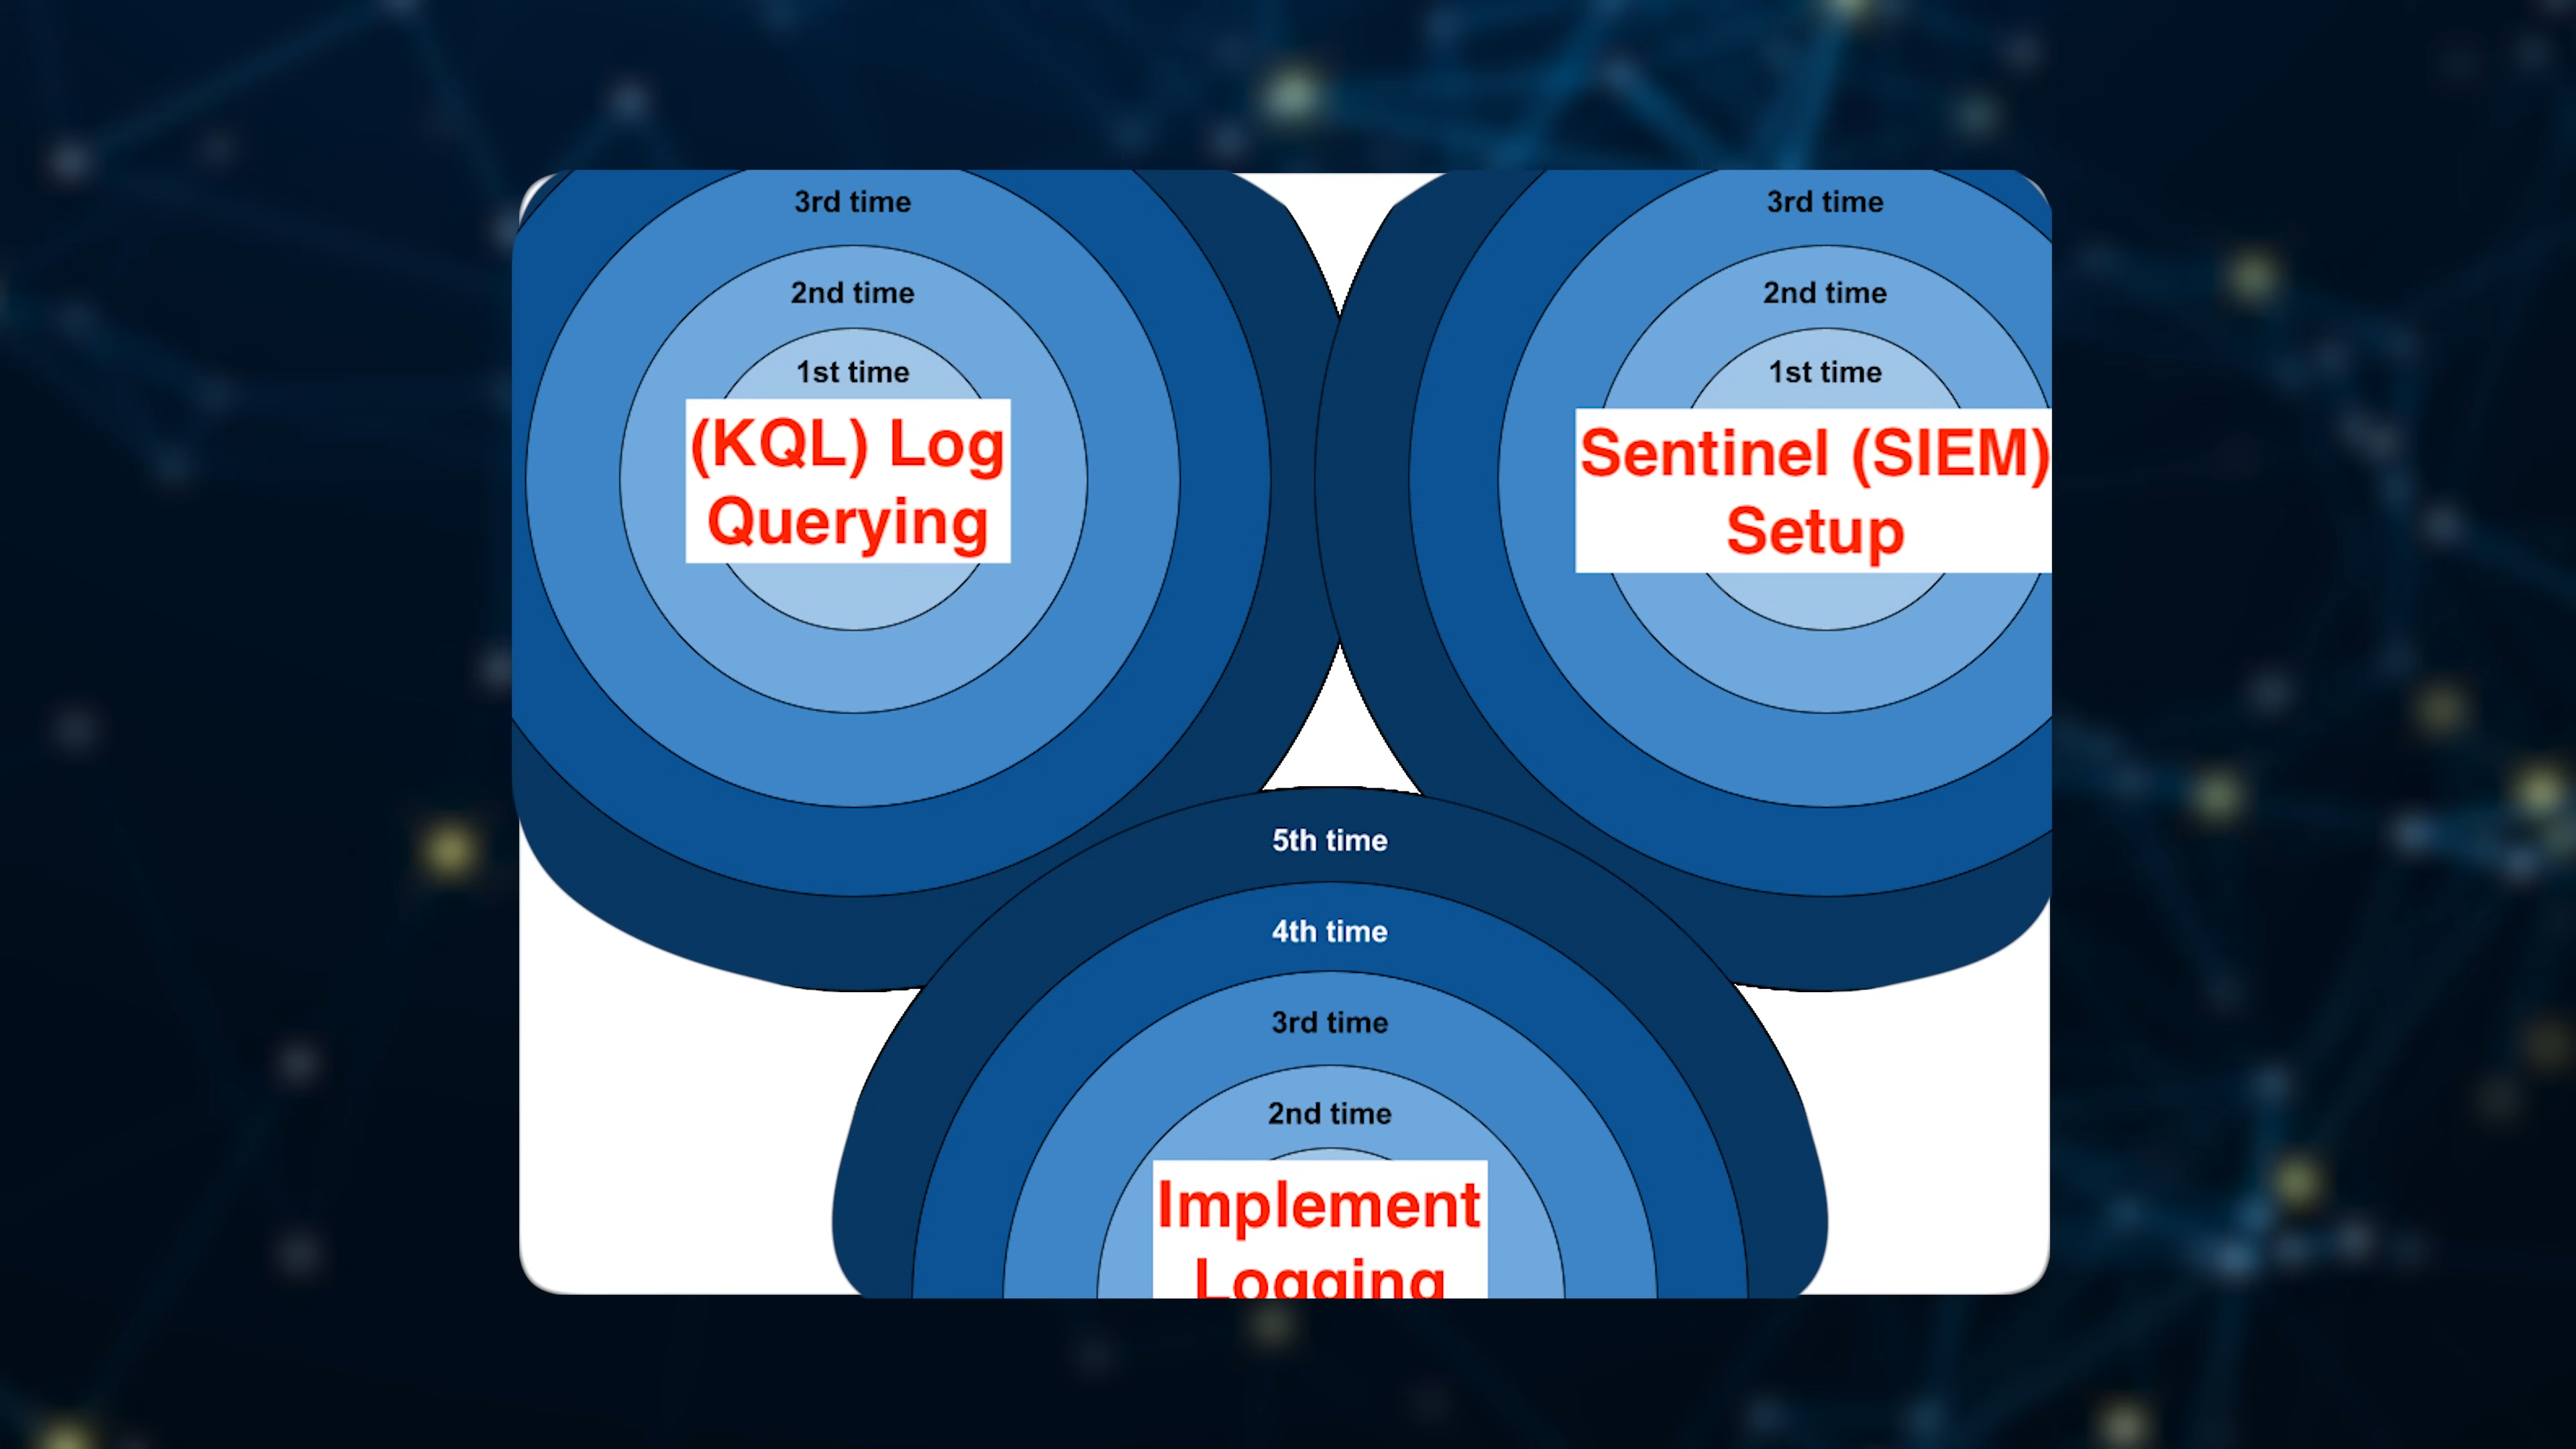 3rd time
2nd time
1st time
(KQL) Log
Querying
3rd time
2nd time
1st time
Sentinel (SIEM)
Setup
5th time
4th time
3rd time
2nd time
Implement
Logging